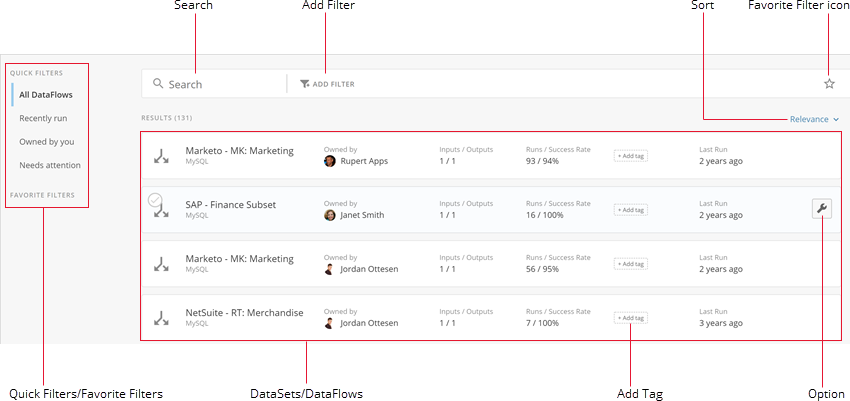 Search Add Filter Sort Favorite Filter icon
QUICK FILTERS
All DataFlows
Recently run
Owned by you
Needs attention
FAVORITE FILTERS
Search ADD FILTER
RESULTS (131) Relevance
Marketo - MK: Marketing
MySQL
Owned by
Rupert Apps
Inputs / Outputs
1 / 1
Runs / Success Rate
93 / 94%
+ Add tag
Last Run
2 years ago
SAP - Finance Subset
MySQL
Owned by
Janet Smith
Inputs / Outputs
1 / 1
Runs / Success Rate
16 / 100%
+ Add tag
Last Run
2 years ago
Marketo - MK: Marketing
MySQL
Owned by
Jordan Ottesen
Inputs / Outputs
1 / 1
Runs / Success Rate
56 / 95%
+ Add tag
Last Run
2 years ago
NetSuite - RT: Merchandise
MySQL
Owned by
Jordan Ottesen
Inputs / Outputs
1 / 1
Runs / Success Rate
7 / 100%
+ Add tag
Last Run
3 years ago
Quick Filters/Favorite Filters DataSets/DataFlows Add Tag Option